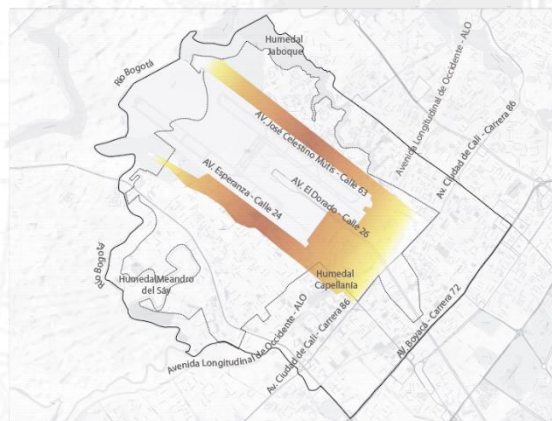 Humedal
Jaboque
Río Bogotá
Avenida Longitudinal de Occidente - ALO
Av. Ciudad de Cali - Carrera 86
AV. José Celestino Mutis - Calle 63
AV. Esperanza - Calle 24
AV. El Dorado - Calle 26
Río Bogotá
Humedal Meandro
del Say
Humedal
Capellanía
Avenida Longitudinal de Occidente - ALO
Av. Ciudad de Cali - Carrera 86
AV. Boyacá - Carrera 72